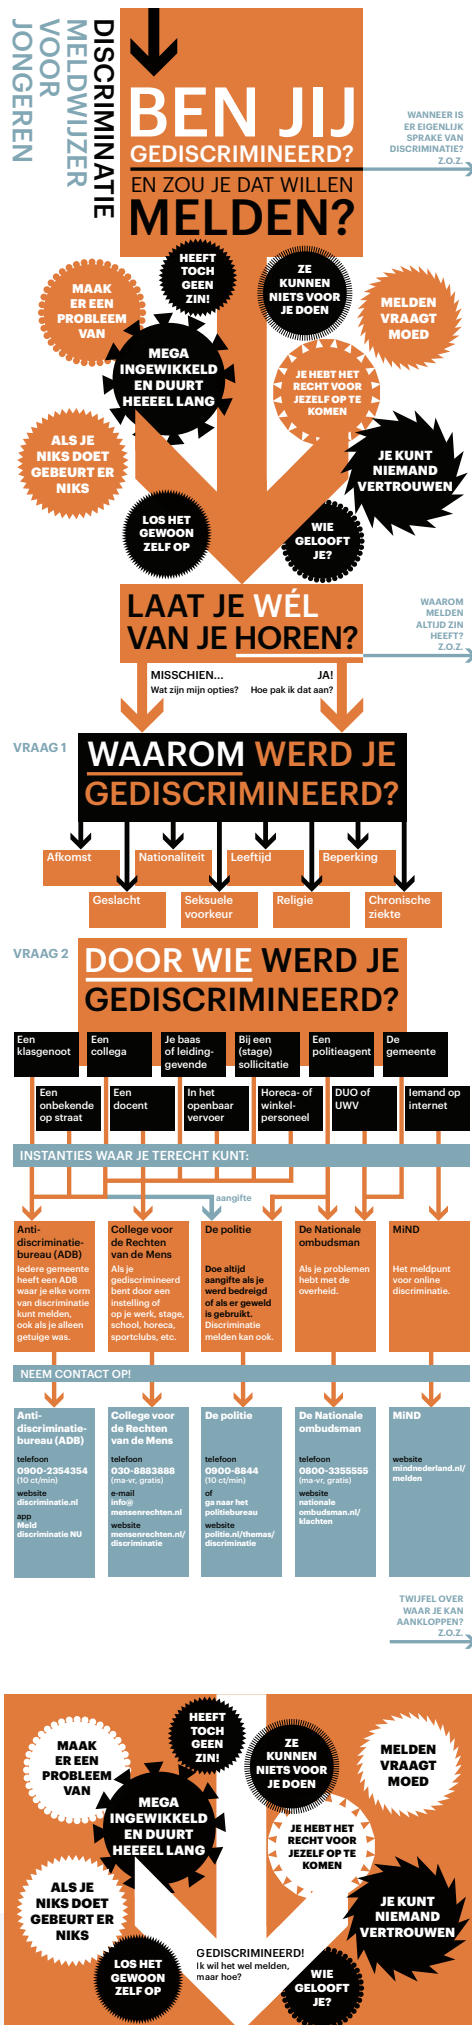 DISCRIMINATIE
MELDWIJZER
VOOR
JONGEREN
BEN JIJ
GEDISCRIMINEERD?
EN ZOU JE DAT WILLEN
MELDEN?
WANNEER IS
ER EIGENLIJK
SPRAKE VAN
DISCRIMINATIE?
Z.O.Z.
HEEFT
TOCH
GEEN
ZIN!
ZE
KUNNEN
NIETS VOOR
JE DOEN
MAAK
ER EEN
PROBLEEM
VAN
MELDEN
VRAAGT
MOED
MEGA
INGEWIKKELD
EN DUURT
HEEEEL LANG
JE HEBT HET
RECHT VOOR
JEZELF OP TE
KOMEN
ALS JE
NIKS DOET
GEBEURT ER
NIKS
JE KUNT
NIEMAND
VERTROUWEN
LOS HET
GEWOON
ZELF OP
WIE
GELOOFT
JE?
LAAT JE WÉL
VAN JE HOREN?
WAAROM
MELDEN
ALTIJD ZIN
HEEFT?
Z.O.Z.
MISSCHIEN...
Wat zijn mijn opties?
JA!
Hoe pak ik dat aan?
VRAAG 1
WAAROM WERD JE
GEDISCRIMINEERD?
Afkomst
Nationaliteit
Leeftijd
Beperking
Geslacht
Seksuele
voorkeur
Religie
Chronische
ziekte
VRAAG 2
DOOR WIE WERD JE
GEDISCRIMINEERD?
Een
klasgenoot
Een
collega
Je baas
of leiding-
gevende
Bij een
(stage)
sollicitatie
Een
politieagent
De
gemeente
Een
onbekende
op straat
Een
docent
In het
openbaar
vervoer
Horeca- of
winkel-
personeel
DUO of
UWV
Iemand op
internet
INSTANTIES WAAR JE TERECHT KUNT:
aangifte
Anti-
discriminatie-
bureau (ADB)
Iedere gemeente
heeft een ADB
waar je elke vorm
van discriminatie
kunt melden,
ook als je alleen
getuige was.
College voor
de Rechten
van de Mens
Als je
gediscrimineerd
bent door een
instelling of
op je werk, stage,
school, horeca,
sportclubs, etc.
De politie
Doe altijd
aangifte als je
werd bedreigd
of als er geweld
is gebruikt.
Discriminatie
melden kan ook.
De Nationale
ombudsman
Als je problemen
hebt met de
overheid.
MiND
Het meldpunt
voor online
discriminatie.
NEEM CONTACT OP!
Anti-
discriminatie-
bureau (ADB)
telefoon
0900-2354354
(10 ct/min)
website
discriminatie.nl
app
Meld
discriminatie NU
College voor
de Rechten
van de Mens
telefoon
030-8883888
(ma-vr, gratis)
e-mail
info@
mensenrechten.nl
website
mensenrechten.nl/
discriminatie
De politie
telefoon
0900-8844
(10 ct/min)
of
ga naar het
politiebureau
website
politie.nl/themas/
discriminatie
De Nationale
ombudsman
telefoon
0800-3355555
(ma-vr, gratis)
website
nationale
ombudsman.nl/
klachten
MiND
website
mindnederland.nl/
melden
TWIJFEL OVER
WAAR JE KAN
AANKLOPPEN?
Z.O.Z.
HEEFT
TOCH
GEEN
ZIN!
ZE
KUNNEN
NIETS VOOR
JE DOEN
MAAK
ER EEN
PROBLEEM
VAN
MELDEN
VRAAGT
MOED
MEGA
INGEWIKKELD
EN DUURT
HEEEEL LANG
JE HEBT HET
RECHT VOOR
JEZELF OP TE
KOMEN
ALS JE
NIKS DOET
GEBEURT ER
NIKS
JE KUNT
NIEMAND
VERTROUWEN
LOS HET
GEWOON
ZELF OP
GEDISCRIMINEERD!
Ik wil het wel melden,
maar hoe?
WIE
GELOOFT
JE?